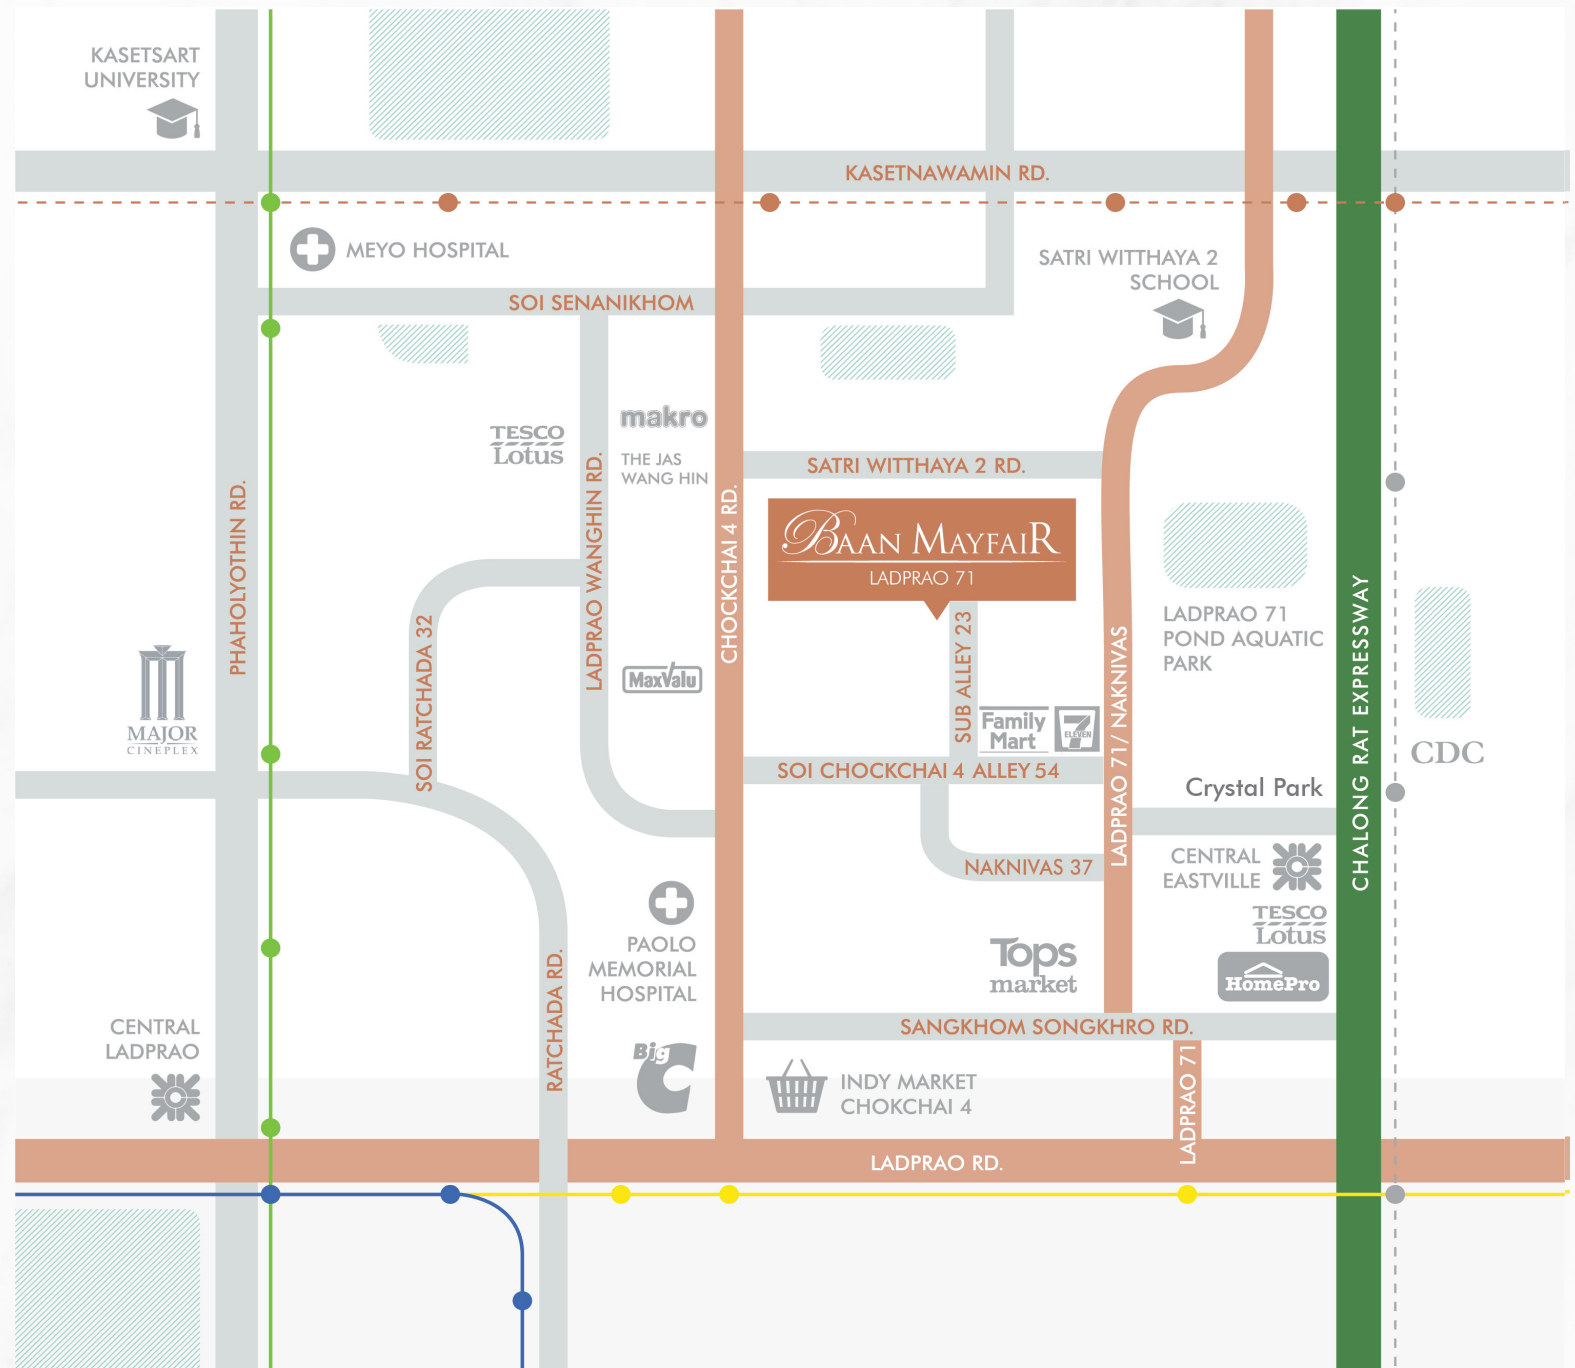 KASETSART
UNIVERSITY
KASETNAWAMIN RD.
MEYO HOSPITAL
SATRI WITTHAYA 2
SCHOOL
SOI SENANIKHOM
makro
TESCO
Lotus
THE JAS
WANG HIN
SATRI WITTHAYA 2 RD.
PHAHOLYOTHIN RD.
LADPRAO WANGHIN RD.
CHOCKCHAI 4 RD.
BAAN MAYFAIR
LADPRAO 71
SOI RATCHADA 32
SUB ALLEY 23
LADPRAO 71/ NAKNIVAS
LADPRAO 71
POND AQUATIC
PARK
CHALONG RAT EXPRESSWAY
MaxValu
MAJOR
CINEPLEX
Family
Mart
7
ELEVEN
CDC
SOI CHOCKCHAI 4 ALLEY 54
Crystal Park
NAKNIVAS 37
CENTRAL
EASTVILLE
TESCO
Lotus
HomePro
PAOLO
MEMORIAL
HOSPITAL
Tops
market
RATCHADA RD.
CENTRAL
LADPRAO
SANGKHOM SONGKHRO RD.
Big
C
INDY MARKET
CHOKCHAI 4
LADPRAO 71
LADPRAO RD.